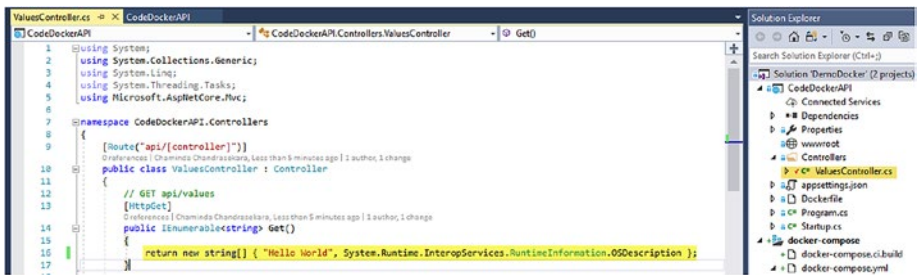 ValuesController.cs CodeDockerAPI
CodeDockerAPI CodeDockerAPI.Controllers.ValuesController Get()
1 using System;
2 using System.Collections.Generic;
3 using System.Linq;
4 using System.Threading.Tasks;
5 using Microsoft.AspNetCore.Mvc;
6
7 namespace CodeDockerAPI.Controllers
8 {
9 [Route("api/[controller]")]
0 references | Chaminda Chandrasekara, Less than 5 minutes ago | 1 author, 1 change
10 public class ValuesController : Controller
11 {
12 // GET api/values
13 [HttpGet]
0 references | Chaminda Chandrasekara, Less than 5 minutes ago | 1 author, 1 change
14 public IEnumerable<string> Get()
15 {
16 return new string[] { "Hello World", System.Runtime.InteropServices.RuntimeInformation.OSDescription };
17 }
Solution Explorer
Search Solution Explorer (Ctrl+;)
Solution 'DemoDocker' (2 projects)
CodeDockerAPI
Connected Services
Dependencies
Properties
wwwroot
Controllers
C# ValuesController.cs
appsettings.json
Dockerfile
C# Program.cs
C# Startup.cs
docker-compose
docker-compose.ci.build
docker-compose.yml